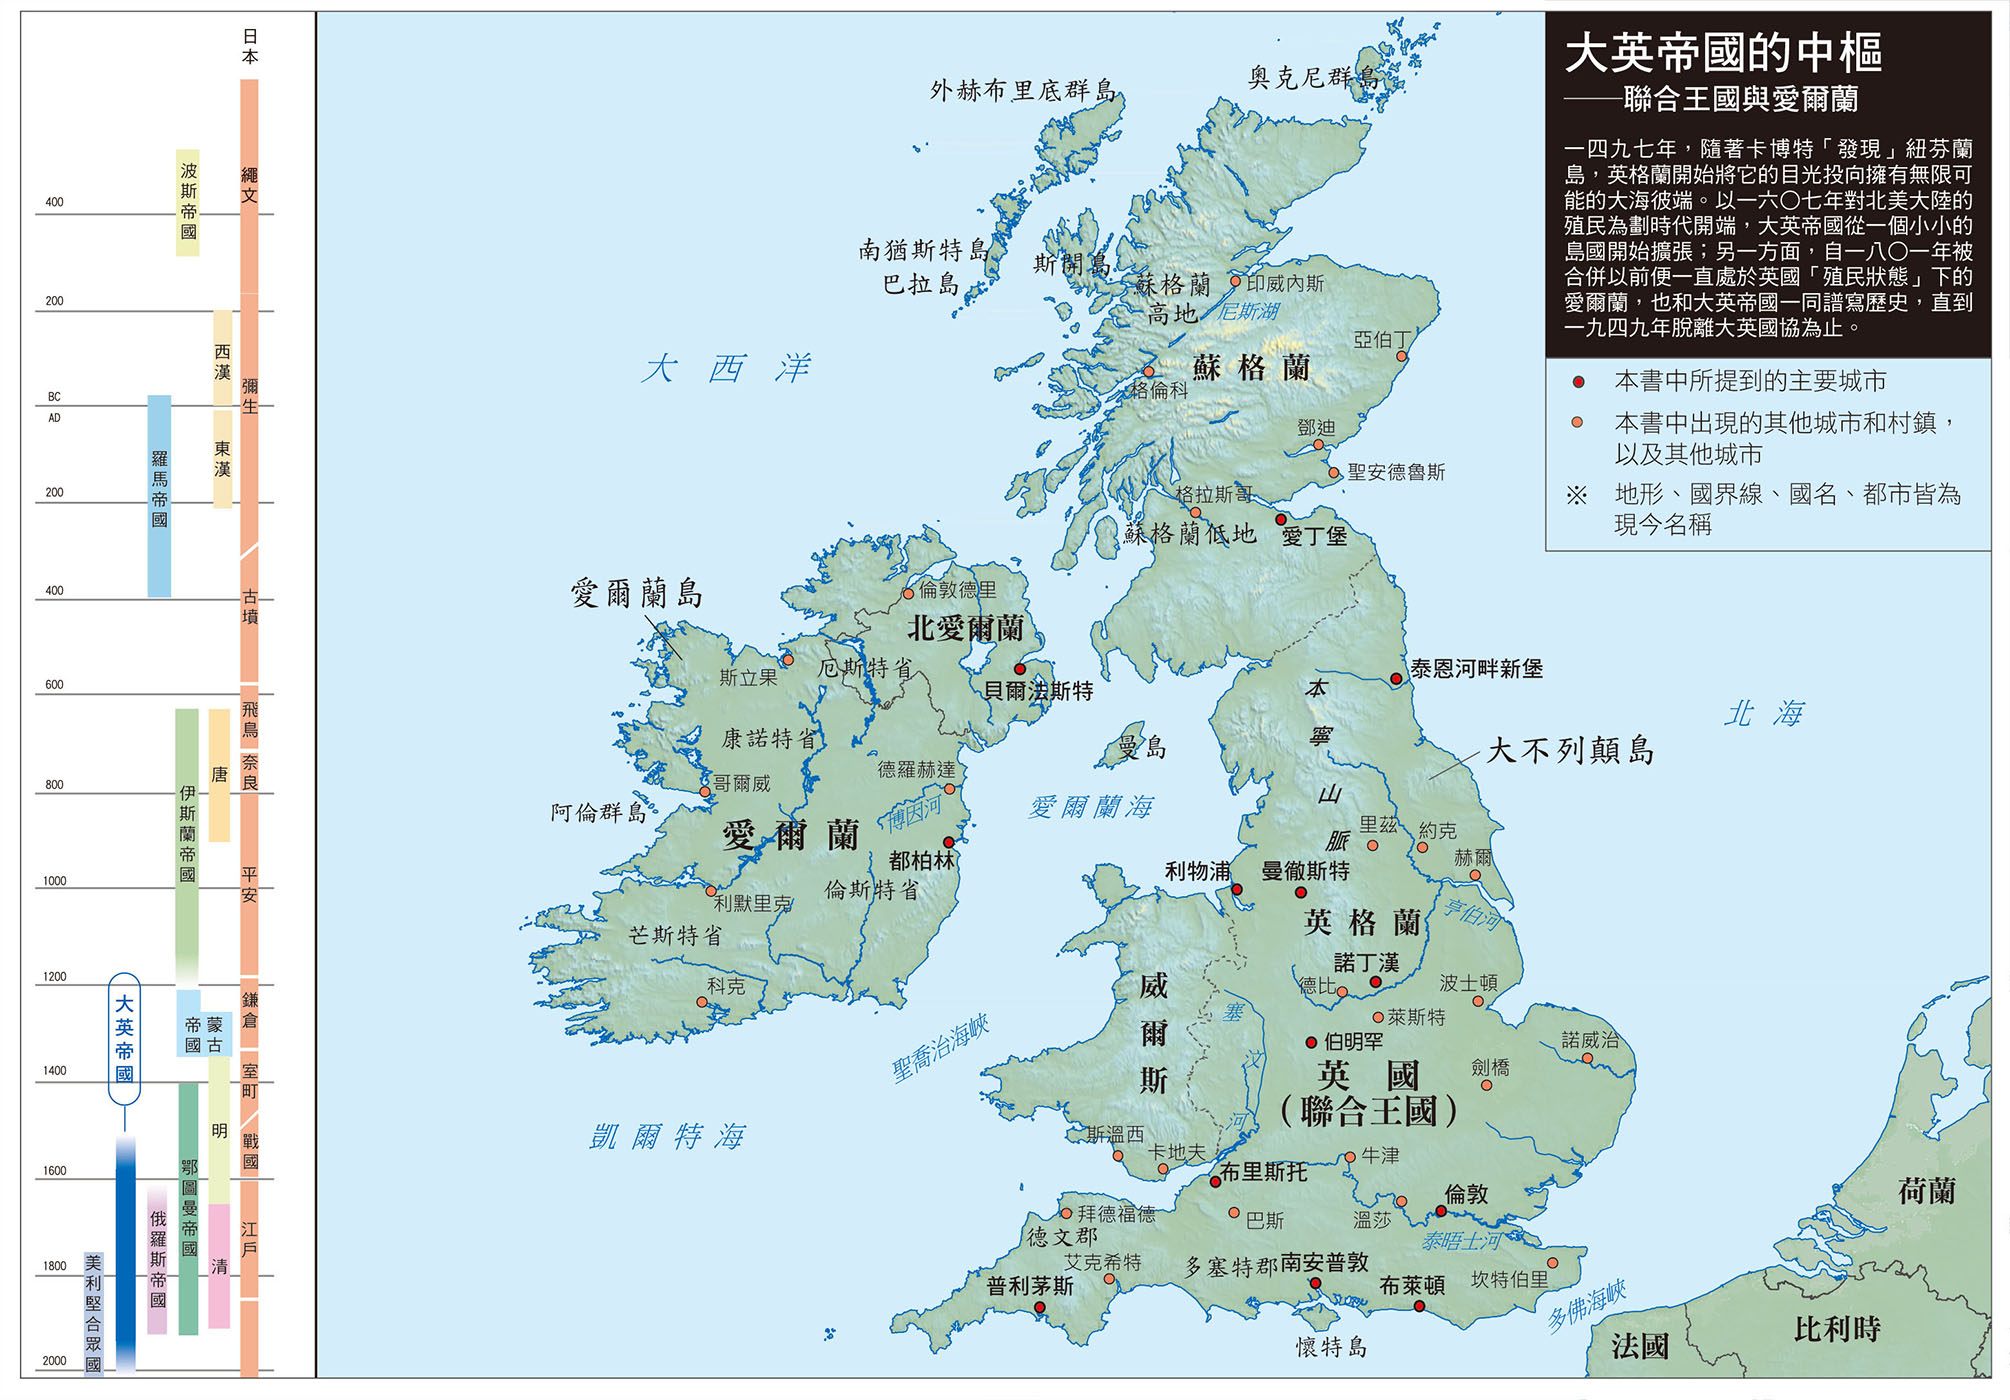 大英帝國的中樞
——聯合王國與愛爾蘭
一四九七年，隨著卡博特「發現」紐芬蘭
島，英格蘭開始將它的目光投向擁有無限可
能的大海彼端。以一六〇七年對北美大陸的
殖民為劃時代開端，大英帝國從一個小小的
島國開始擴張；另一方面，自一八〇一年被
合併以前便一直處於英國「殖民狀態」下的
愛爾蘭，也和大英帝國一同譜寫歷史，直到
一九四九年脫離大英國協為止。
本書中所提到的主要城市
本書中出現的其他城市和村鎮，
以及其他城市
※ 地形、國界線、國名、都市皆為
現今名稱
日本
400
200
BC
AD
200
400
600
800
1000
1200
1400
1600
1800
2000
繩文
彌生
古墳
飛鳥
奈良
平安
鎌倉
室町
戰國
江戶
波斯帝國
西漢
東漢
羅馬帝國
唐
伊斯蘭帝國
蒙古
帝國
大英帝國
明
鄂圖曼帝國
清
俄羅斯帝國
美利堅合眾國
外赫布里底群島
奧克尼群島
南猶斯特島
巴拉島
斯開島
蘇格蘭
高地
印威內斯
尼斯湖
亞伯丁
大西洋
蘇格蘭
格倫科
鄧迪
聖安德魯斯
格拉斯哥
蘇格蘭低地
愛丁堡
愛爾蘭島
倫敦德里
北愛爾蘭
斯立果
厄斯特省
貝爾法斯特
泰恩河畔新堡
本寧山脈
北海
康諾特省
曼島
大不列顛島
哥爾威
德羅赫達
阿倫群島
博因河
愛爾蘭海
愛爾蘭
都柏林
里茲
約克
赫爾
利物浦
曼徹斯特
利默里克
倫斯特省
英格蘭
亨伯河
芒斯特省
諾丁漢
科克
威爾斯
德比
波士頓
塞汶河
萊斯特
聖喬治海峽
伯明罕
諾威治
英國
（聯合王國）
劍橋
凱爾特海
斯溫西
卡地夫
牛津
布里斯托
倫敦
荷蘭
拜德福德
巴斯
溫莎
德文郡
泰晤士河
艾克希特
多塞特郡
南安普敦
坎特伯里
普利茅斯
布萊頓
多佛海峽
懷特島
法國
比利時